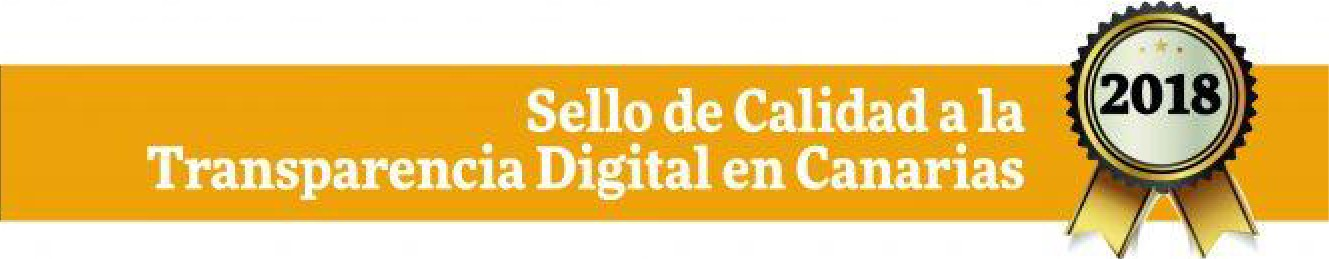 Sello de Calidad a la
Transparencia Digital en Canarias
2018